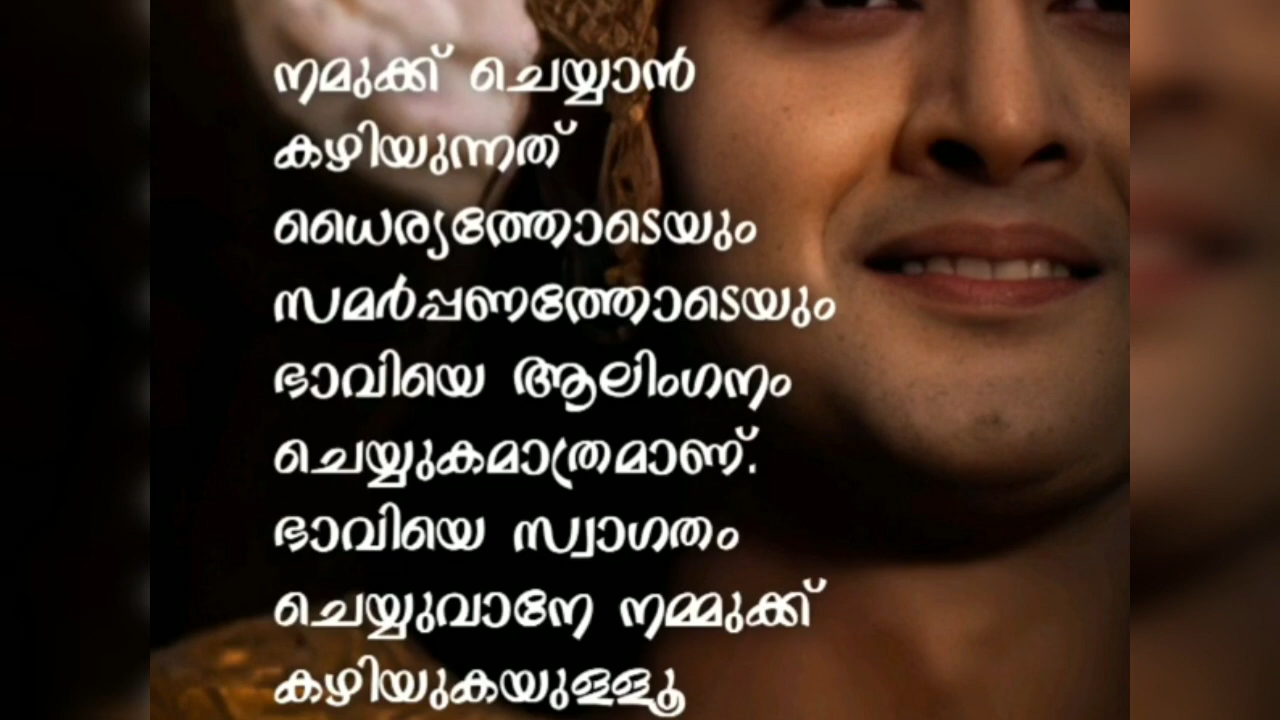 നമുക്ക് ചെയ്യാൻ
കഴിയുന്നത്
ധൈര്യത്തോടെയും
സമർപ്പണത്തോടെയും
ഭാവിയെ ആലിംഗനം
ചെയ്യുകമാത്രമാണ്.
ഭാവിയെ സ്വാഗതം
ചെയ്യുവാനേ നമ്മുക്ക്
കഴിയുകയുള്ളൂ